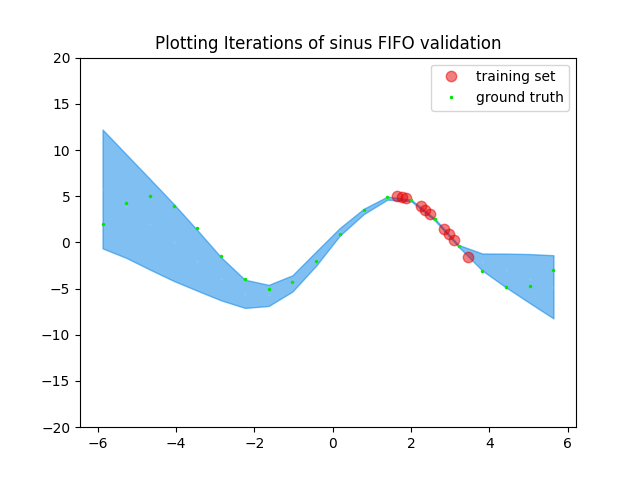 Plotting Iterations of sinus FIFO validation
training set
ground truth
20
15
10
5
0
−5
−10
−15
−20
−6 −4 −2 0 2 4 6